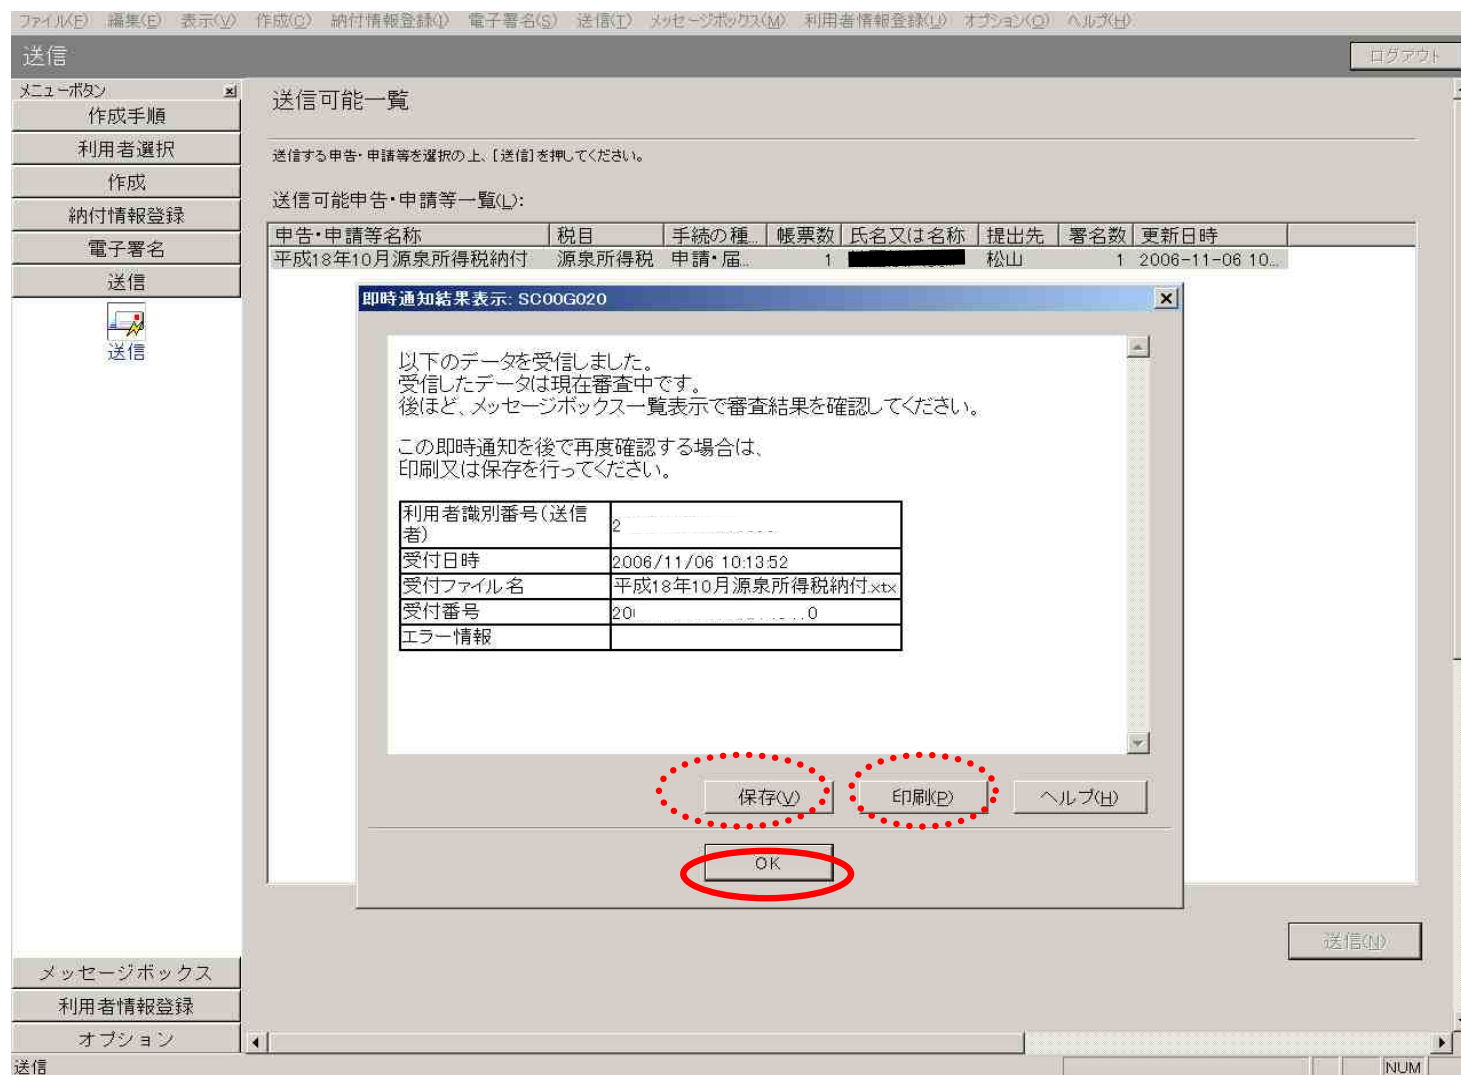 ファイル(F) 編集(E) 表示(V) 作成(C) 納付情報登録(I) 電子署名(S) 送信(T) メッセージボックス(M) 利用者情報登録(U) オプション(O) ヘルプ(H)
送信 ログアウト
メニューボタン
作成手順
利用者選択
作成
納付情報登録
電子署名
送信
送信
メッセージボックス
利用者情報登録
オプション
送信可能一覧
送信する申告・申請等を選択の上、[送信]を押してください。
送信可能申告・申請等一覧(L):
申告・申請等名称 税目 手続の種... 帳票数 氏名又は名称 提出先 署名数 更新日時
平成18年10月源泉所得税納付 源泉所得税 申請・届... 1 松山 1 2006-11-06 10...
即時通知結果表示: SC00G020
以下のデータを受信しました。
受信したデータは現在審査中です。
後ほど、メッセージボックス一覧表示で審査結果を確認してください。
この即時通知を後で再度確認する場合は、
印刷又は保存を行ってください。
利用者識別番号(送信
者) 2
受付日時 2006/11/06 10:13:52
受付ファイル名 平成18年10月源泉所得税納付.xtx
受付番号 20 0
エラー情報
保存(V) 印刷(P) ヘルプ(H)
OK
送信(N)
送信 NUM